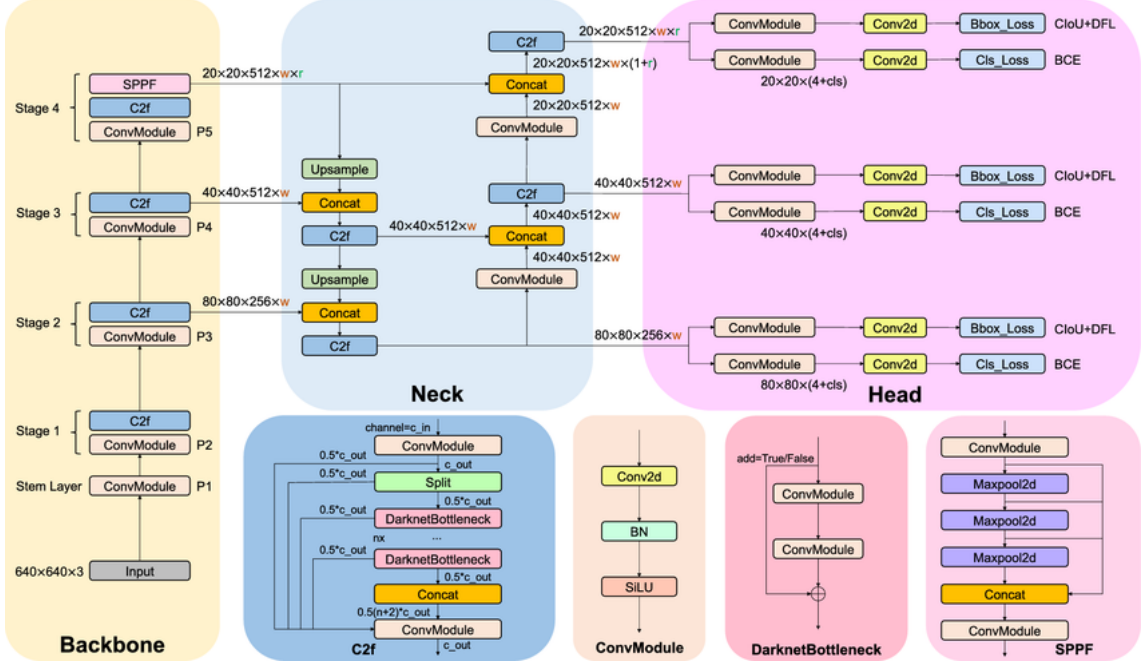 Stage 4
SPPF
C2f
ConvModule
P5
20×20×512×w×r
Stage 3
C2f
ConvModule
P4
40×40×512×w
Stage 2
C2f
ConvModule
P3
80×80×256×w
Stage 1
C2f
ConvModule
P2
Stem Layer
ConvModule
P1
640×640×3
Input
Backbone
Upsample
Concat
C2f
40×40×512×w
Upsample
Concat
C2f
C2f
20×20×512×w×(1+r)
Concat
20×20×512×w
ConvModule
C2f
40×40×512×w
Concat
40×40×512×w
ConvModule
Neck
20×20×512×w×r
ConvModule
Conv2d
Bbox_Loss
CIoU+DFL
ConvModule
Conv2d
Cls_Loss
BCE
20×20×(4+cls)
40×40×512×w
ConvModule
Conv2d
Bbox_Loss
CIoU+DFL
ConvModule
Conv2d
Cls_Loss
BCE
40×40×(4+cls)
80×80×256×w
ConvModule
Conv2d
Bbox_Loss
CIoU+DFL
ConvModule
Conv2d
Cls_Loss
BCE
80×80×(4+cls)
Head
channel=c_in
ConvModule
0.5*c_out
c_out
0.5*c_out
Split
0.5*c_out
0.5*c_out
DarknetBottleneck
nx
...
0.5*c_out
DarknetBottleneck
0.5*c_out
Concat
0.5(n+2)*c_out
ConvModule
C2f
c_out
Conv2d
BN
SiLU
ConvModule
add=True/False
ConvModule
ConvModule
DarknetBottleneck
ConvModule
Maxpool2d
Maxpool2d
Maxpool2d
Concat
ConvModule
SPPF